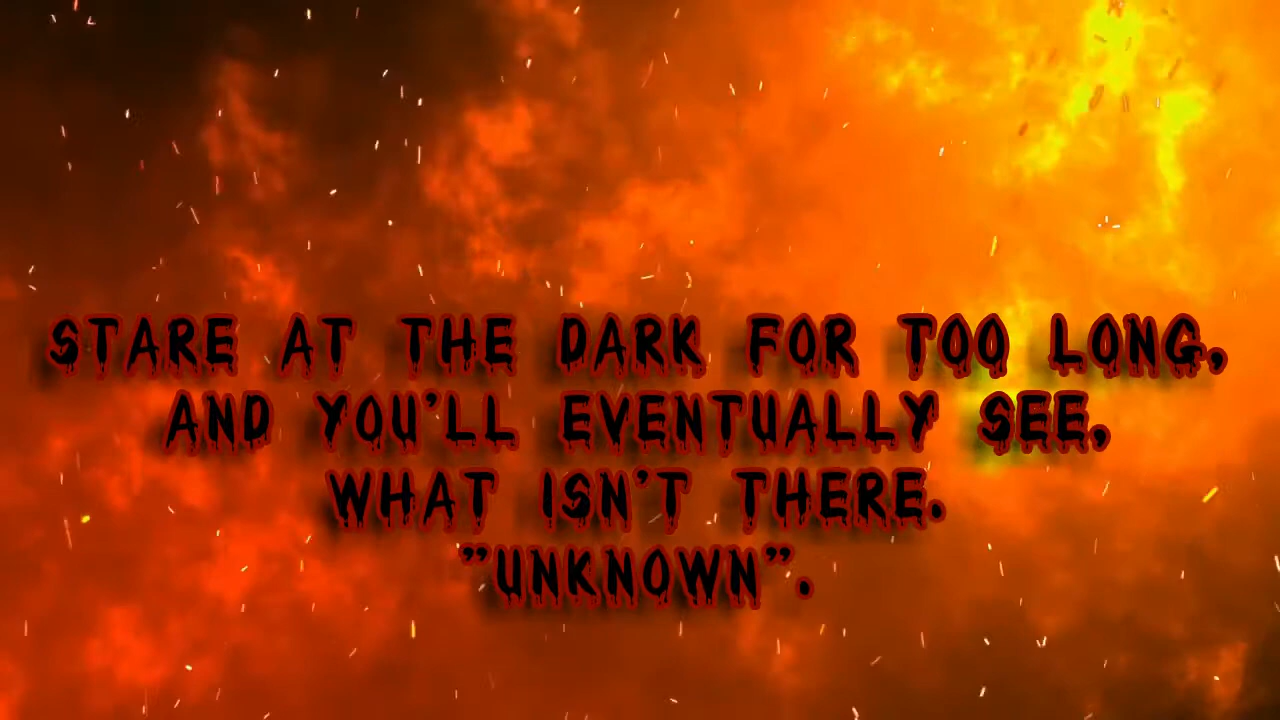 STARE AT THE DARK FOR TOO LONG,
AND YOU'LL EVENTUALLY SEE,
WHAT ISN'T THERE.
"UNKNOWN".